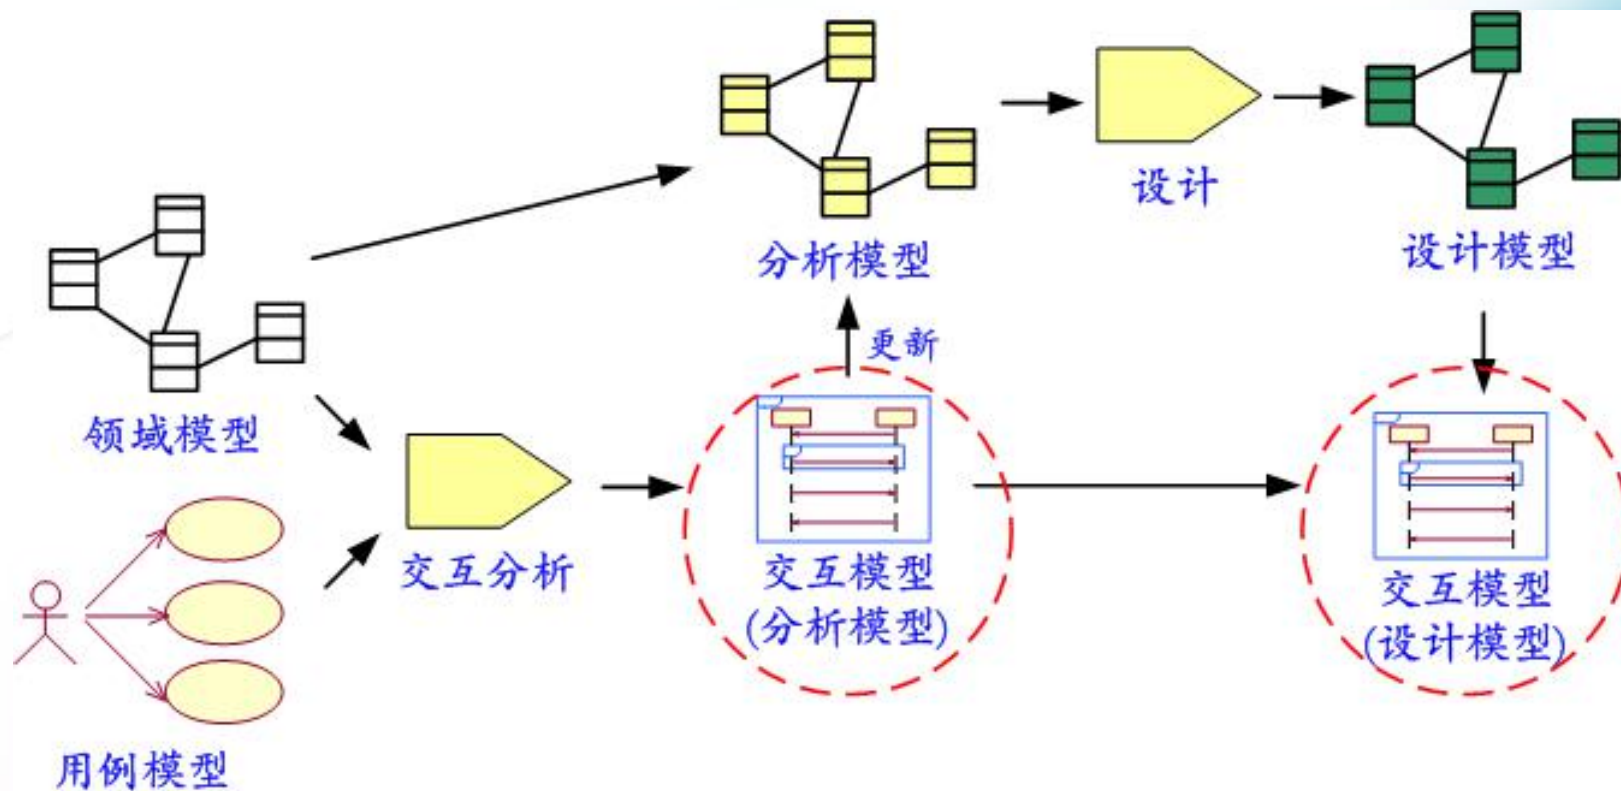 设计
分析模型
设计模型
更新
领域模型
交互分析
交互模型
(分析模型)
交互模型
(设计模型)
用例模型